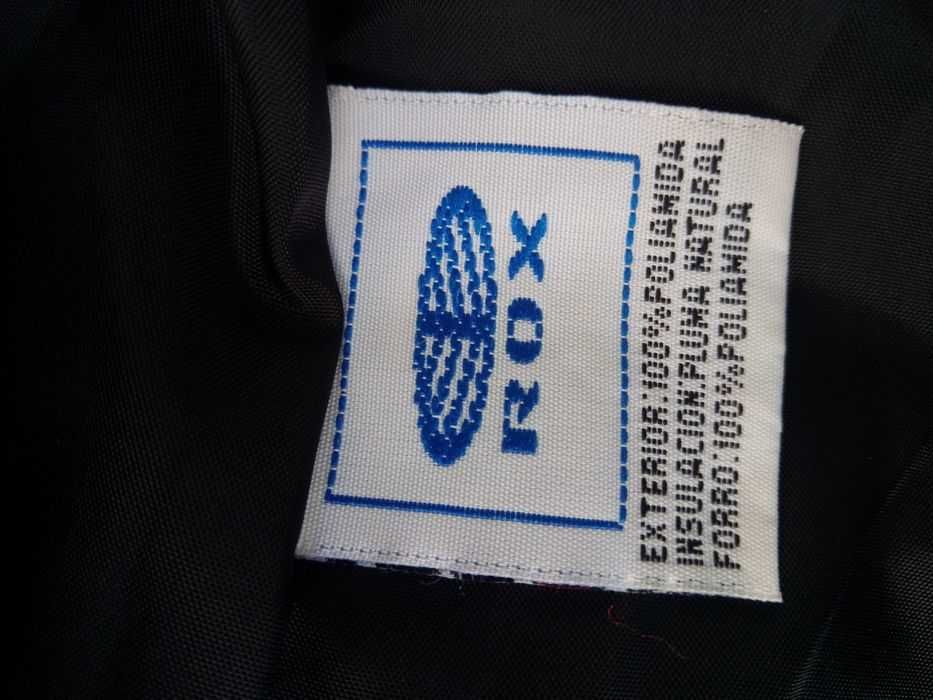 ROX
EXTERIOR:100%POLIAMIDA
INSULACION:PLUMA NATURAL
FORRO:100%POLIAMIDA